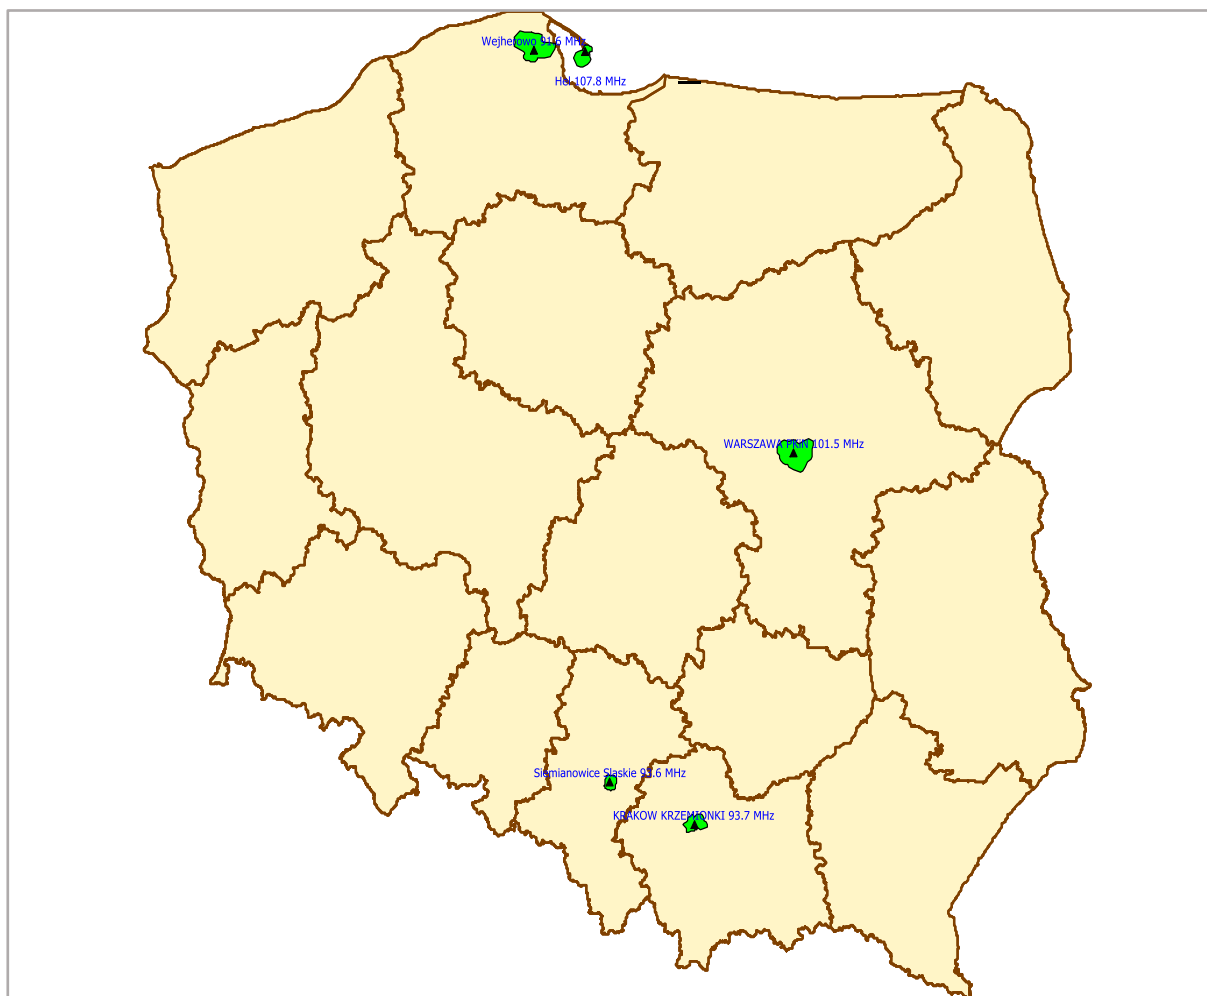 Wejherowo 91.6 MHz
Hel 107.8 MHz
WARSZAWA PKiN 101.5 MHz
Siemianowice Slaskie 93.6 MHz
KRAKOW KRZEMIONKI 93.7 MHz